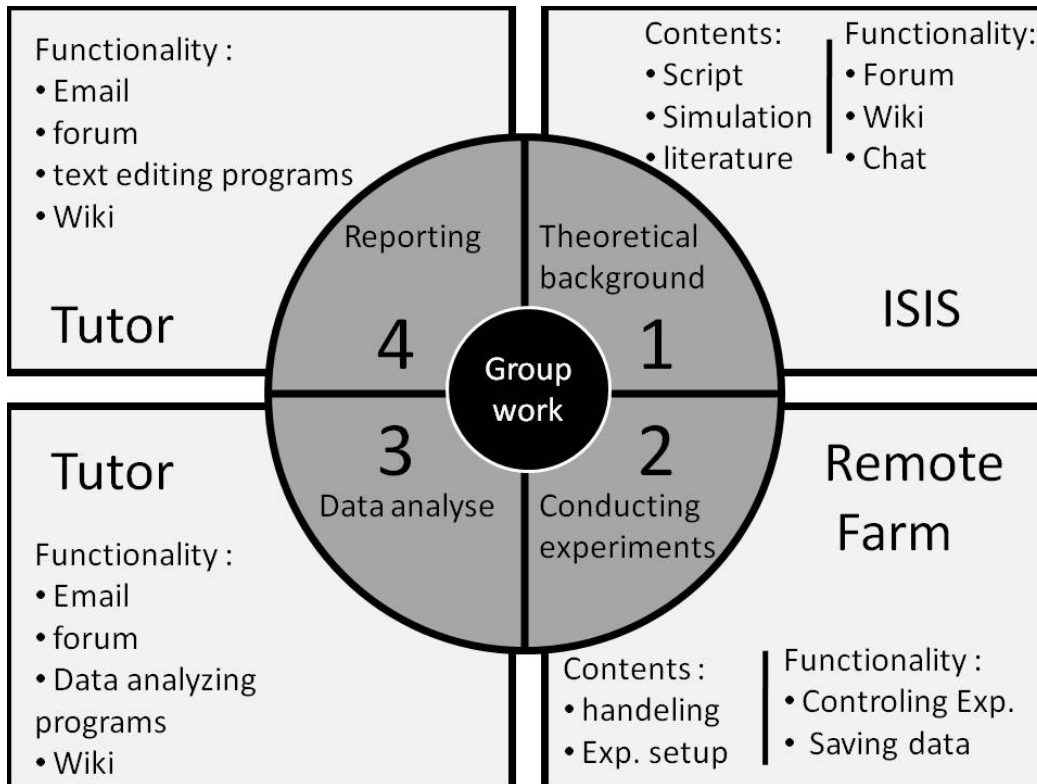 Functionality :
• Email
• forum
• text editing programs
• Wiki
Tutor
Contents:
• Script
• Simulation
• literature
Functionality:
• Forum
• Wiki
• Chat
ISIS
Reporting
4
Theoretical
background
1
Group
work
3
Data analyse
2
Conducting
experiments
Tutor
Functionality :
• Email
• forum
• Data analyzing
programs
• Wiki
Remote
Farm
Contents :
• handeling
• Exp. setup
Functionality :
• Controling Exp.
• Saving data